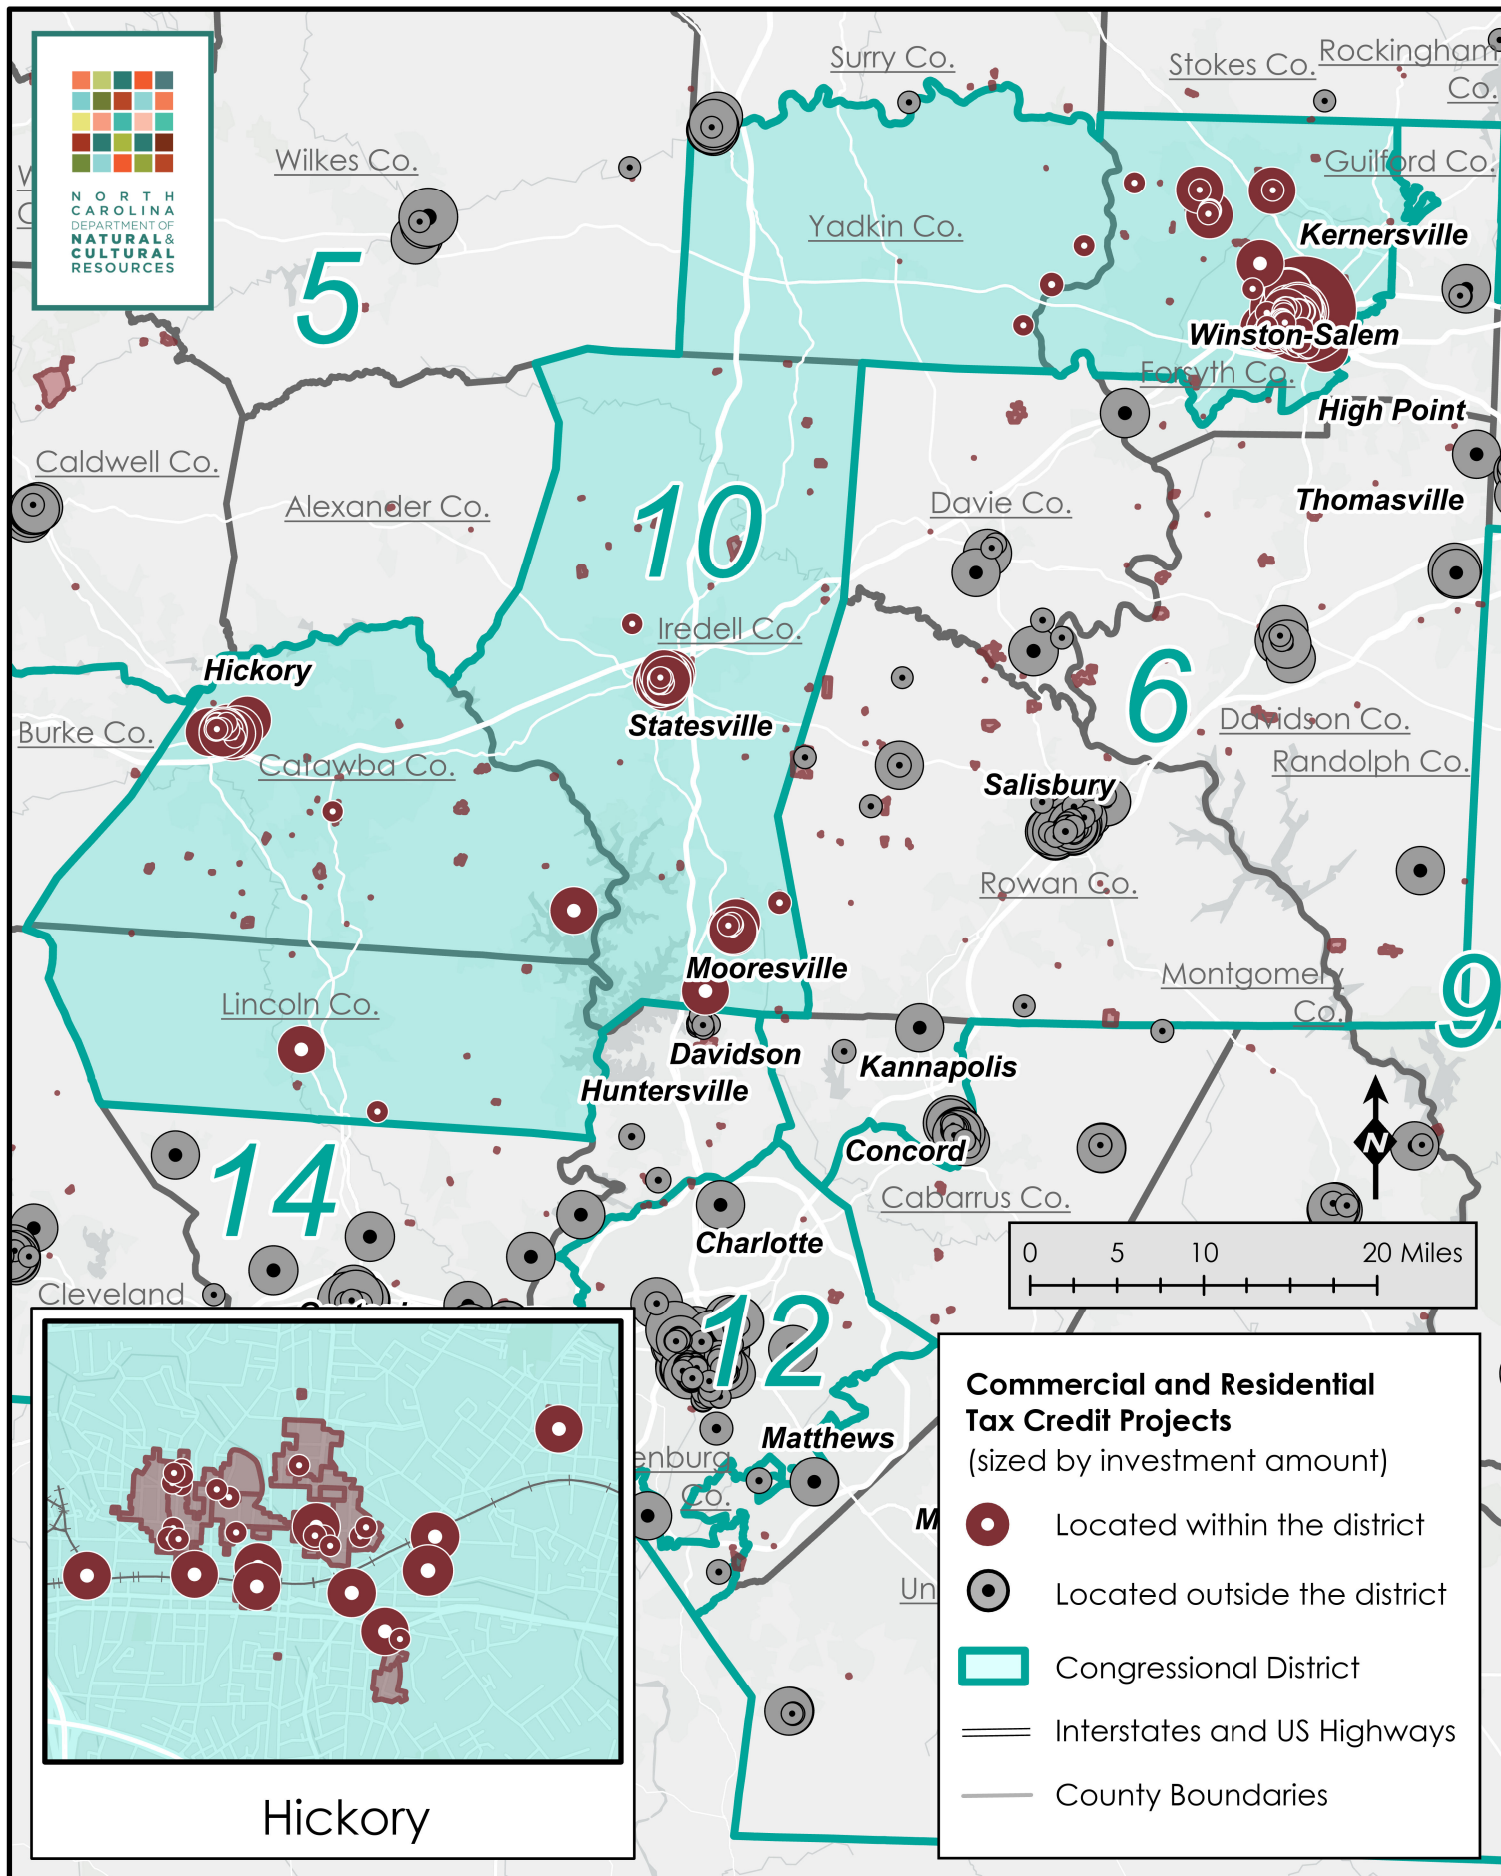 NORTH
CAROLINA
DEPARTMENT OF
NATURAL &
CULTURAL
RESOURCES
Surry Co.
Stokes Co.
Rockingham
Co.
Wilkes Co.
Guilford Co.
Yadkin Co.
Kernersville
5
Winston-Salem
Forsyth Co.
High Point
Caldwell Co.
Alexander Co.
10
Davie Co.
Thomasville
Iredell Co.
Hickory
6
Statesville
Burke Co.
Davidson Co.
Catawba Co.
Randolph Co.
Salisbury
Rowan Co.
Mooresville
Lincoln Co.
Montgomery
Co.
9
Davidson
Huntersville
Kannapolis
14
Concord
N
Cabarrus Co.
Charlotte
0 5 10 20 Miles
Cleveland
12
Matthews
enburg
Co.
M
Un
Commercial and Residential
Tax Credit Projects
(sized by investment amount)
Located within the district
Located outside the district
Congressional District
Interstates and US Highways
County Boundaries
Hickory